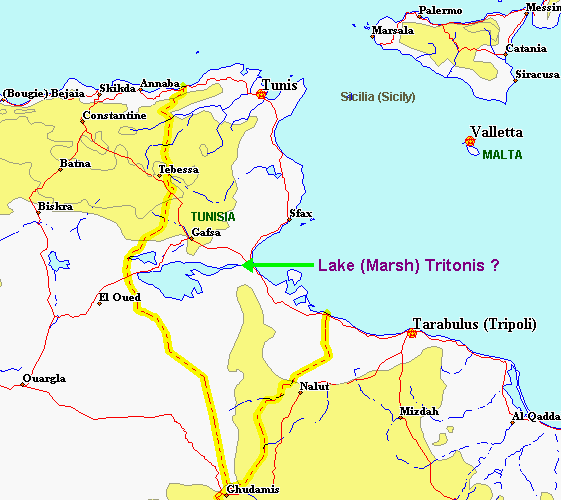 Palermo
Messin
Marsala
Catania
Siracusa
Annaba
Skikda
(Bougie) Bejaia
Tunis
Sicilia (Sicily)
Constantine
Valletta
MALTA
Batna
Tebessa
Biskra
TUNISIA
Sfax
Gafsa
Lake (Marsh) Tritonis ?
El Oued
Tarabulus (Tripoli)
Ouargla
Nalut
Mizdah
Al Qadda
Ghudamis